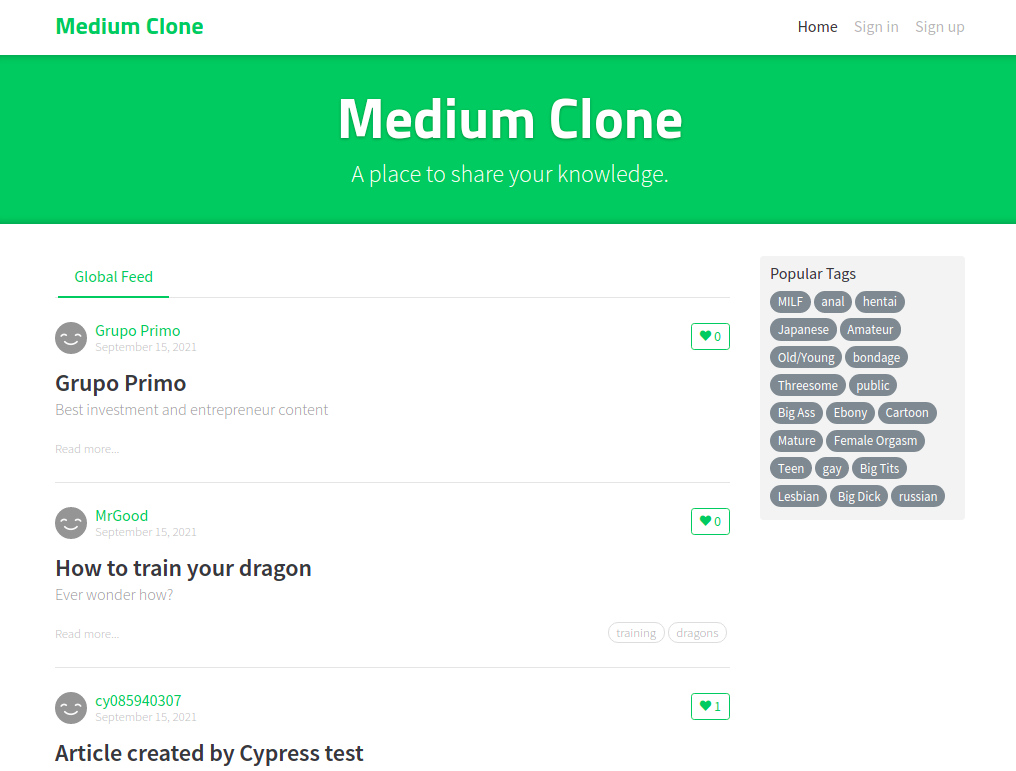 Medium Clone
Home Sign in Sign up
Medium Clone
A place to share your knowledge.
Global Feed
Grupo Primo
September 15, 2021
0
Grupo Primo
Best investment and entrepreneur content
Read more...
MrGood
September 15, 2021
0
How to train your dragon
Ever wonder how?
Read more...
training dragons
cy085940307
September 15, 2021
1
Article created by Cypress test
Popular Tags
MILF anal hentai
Japanese Amateur
Old/Young bondage
Threesome public
Big Ass Ebony Cartoon
Mature Female Orgasm
Teen gay Big Tits
Lesbian Big Dick russian